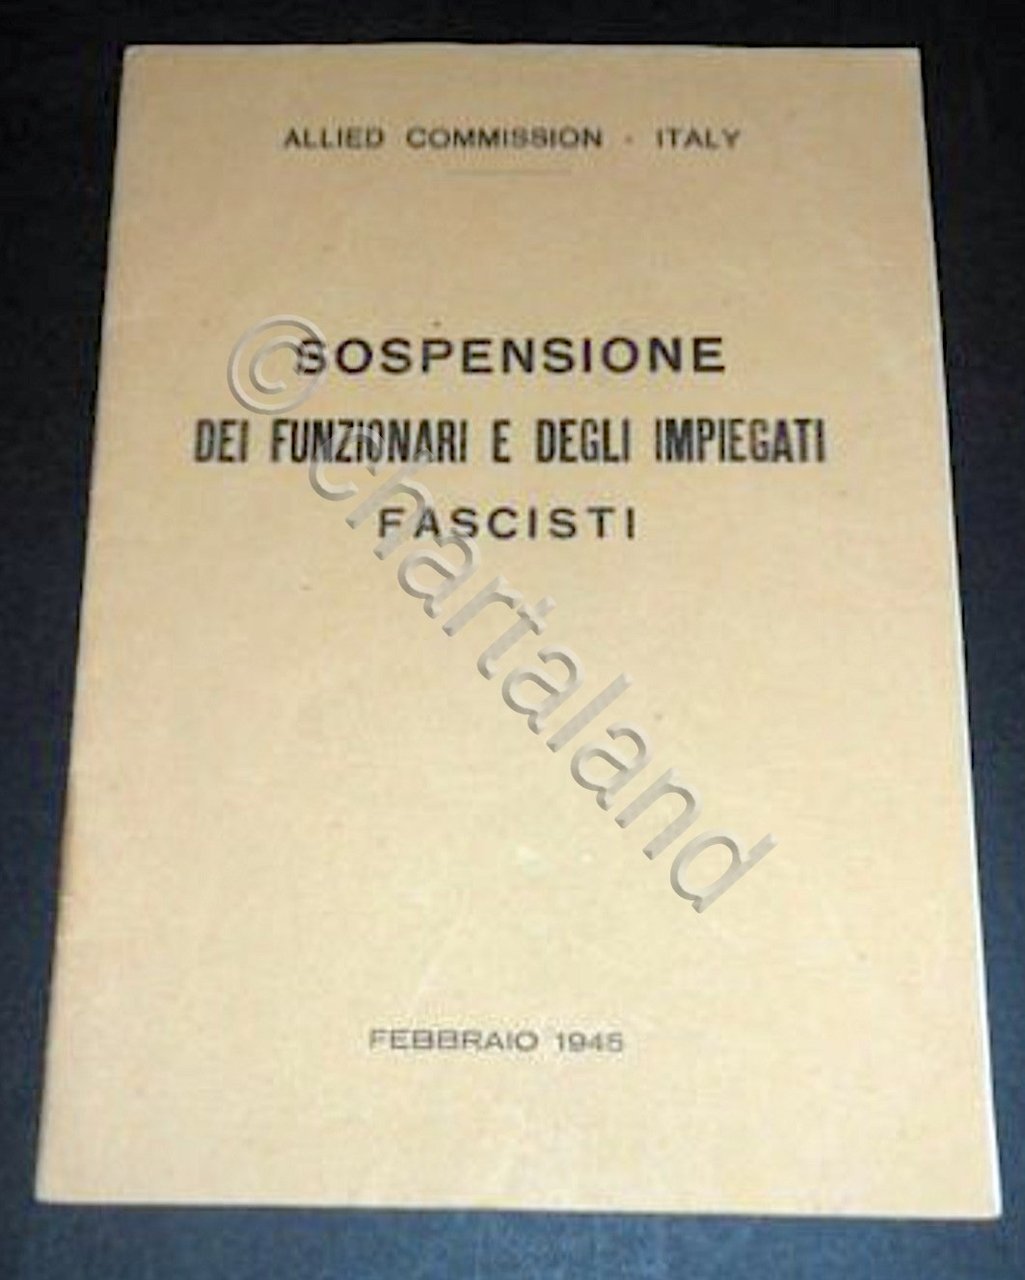 ALLIED COMMISSION - ITALY
SOSPENSIONE
DEI FUNZIONARI E DEGLI IMPIEGATI
FASCISTI
FEBBRAIO 1945
© Chartaland